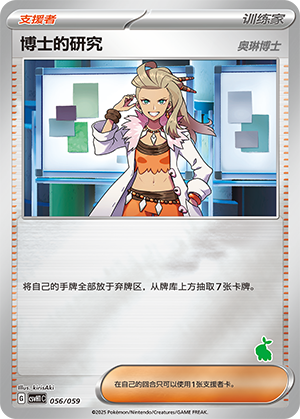 支援者
训练家
博士的研究
奥琳博士
将自己的手牌全部放于弃牌区，从牌库上方抽取7张卡牌。
Illus. kirisAki
G CSVH1 C 056/059
在自己的回合只可以使用1张支援者卡。
©2025 Pokémon/Nintendo/Creatures/GAME FREAK.